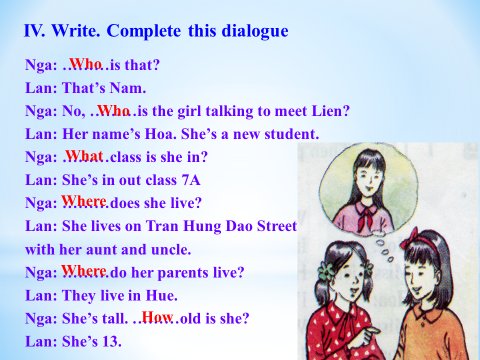 IV. Write. Complete this dialogue
Nga: ...Who...is that?
Lan: That's Nam.
Nga: No, ...Who...is the girl talking to meet Lien?
Lan: Her name's Hoa. She's a new student.
Nga: ...What...class is she in?
Lan: She's in out class 7A
Nga: ...Where...does she live?
Lan: She lives on Tran Hung Dao Street
with her aunt and uncle.
Nga: ...Where...do her parents live?
Lan: They live in Hue.
Nga: She's tall. ...How...old is she?
Lan: She's 13.